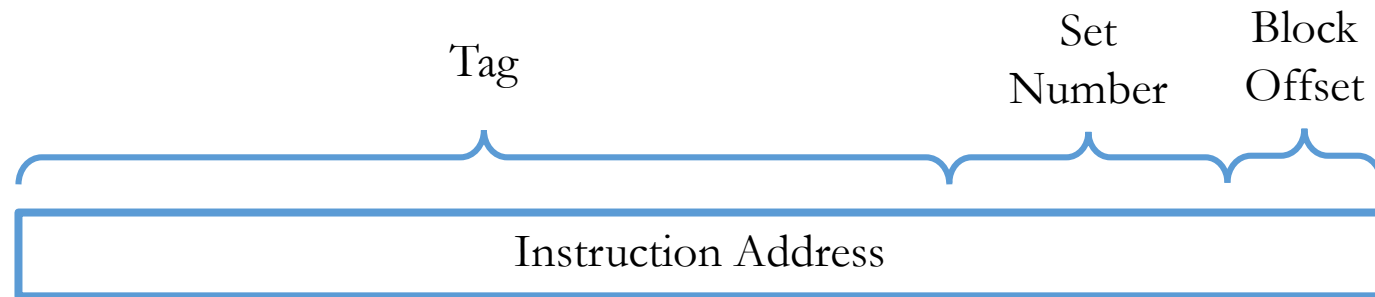 Tag
Set
Number
Block
Offset
Instruction Address